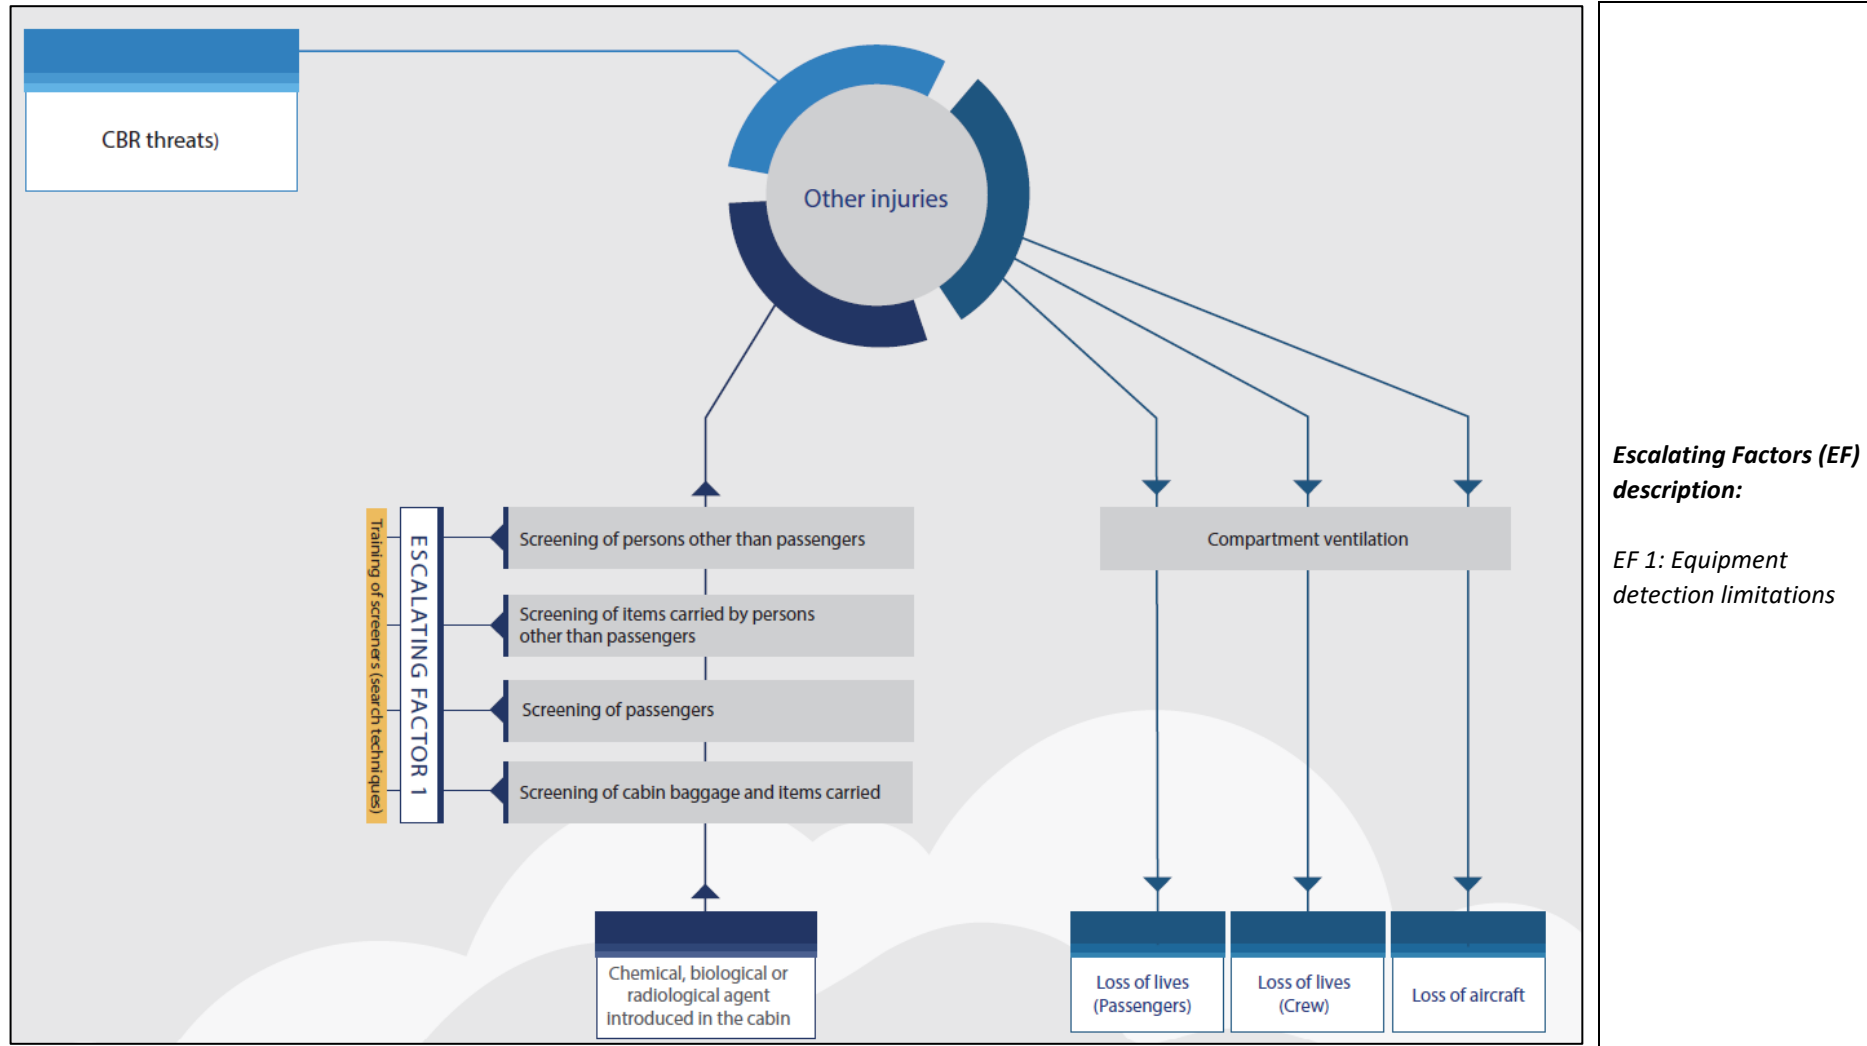 CBR threats)
Other injuries
Training of screeners (search techniques)
ESCALATING FACTOR 1
Screening of persons other than passengers
Screening of items carried by persons
other than passengers
Screening of passengers
Screening of cabin baggage and items carried
Chemical, biological or
radiological agent
introduced in the cabin
Compartment ventilation
Loss of lives
(Passengers)
Loss of lives
(Crew)
Loss of aircraft
Escalating Factors (EF)
description:
EF 1: Equipment
detection limitations